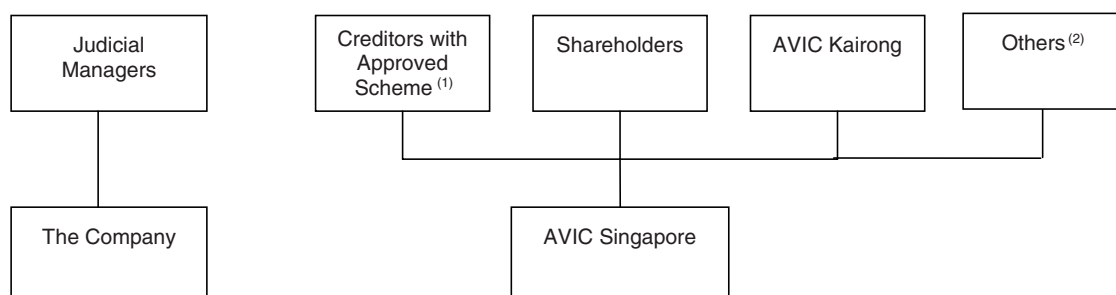 Judicial
Managers
Creditors with
Approved
Scheme (1)
Shareholders
AVIC Kairong
Others (2)
The Company
AVIC Singapore